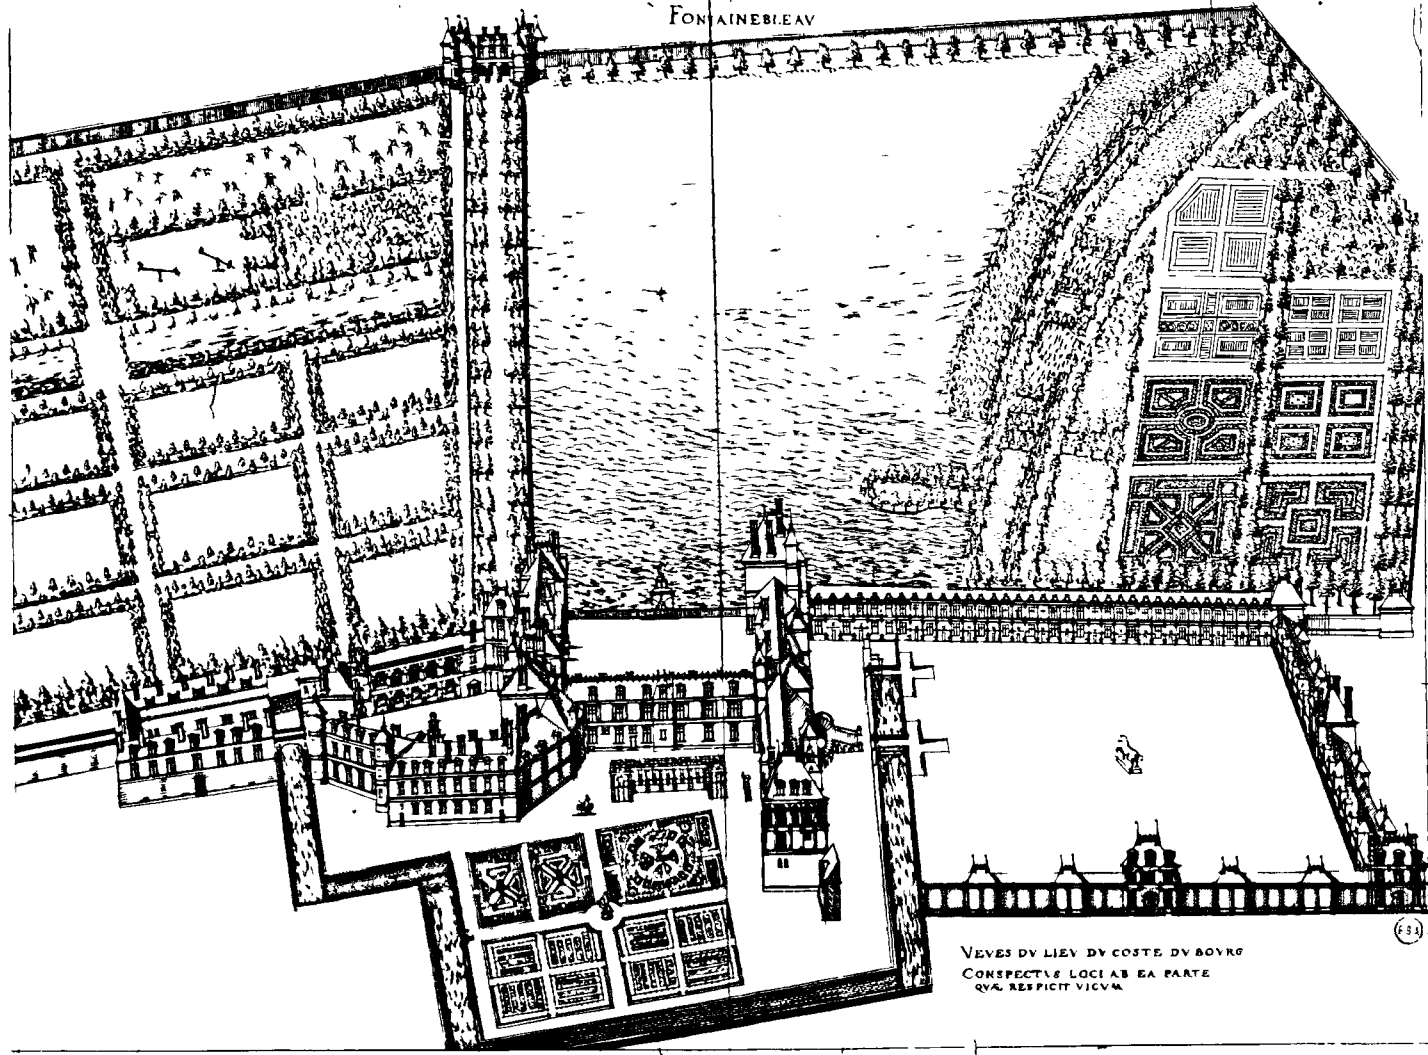 FONTAINEBLEAV
VEVES DV LIEV DV COSTE DV BOVRG
CONSPECTVS LOCI AB EA PARTE
QVÆ RESPICIT VICVM